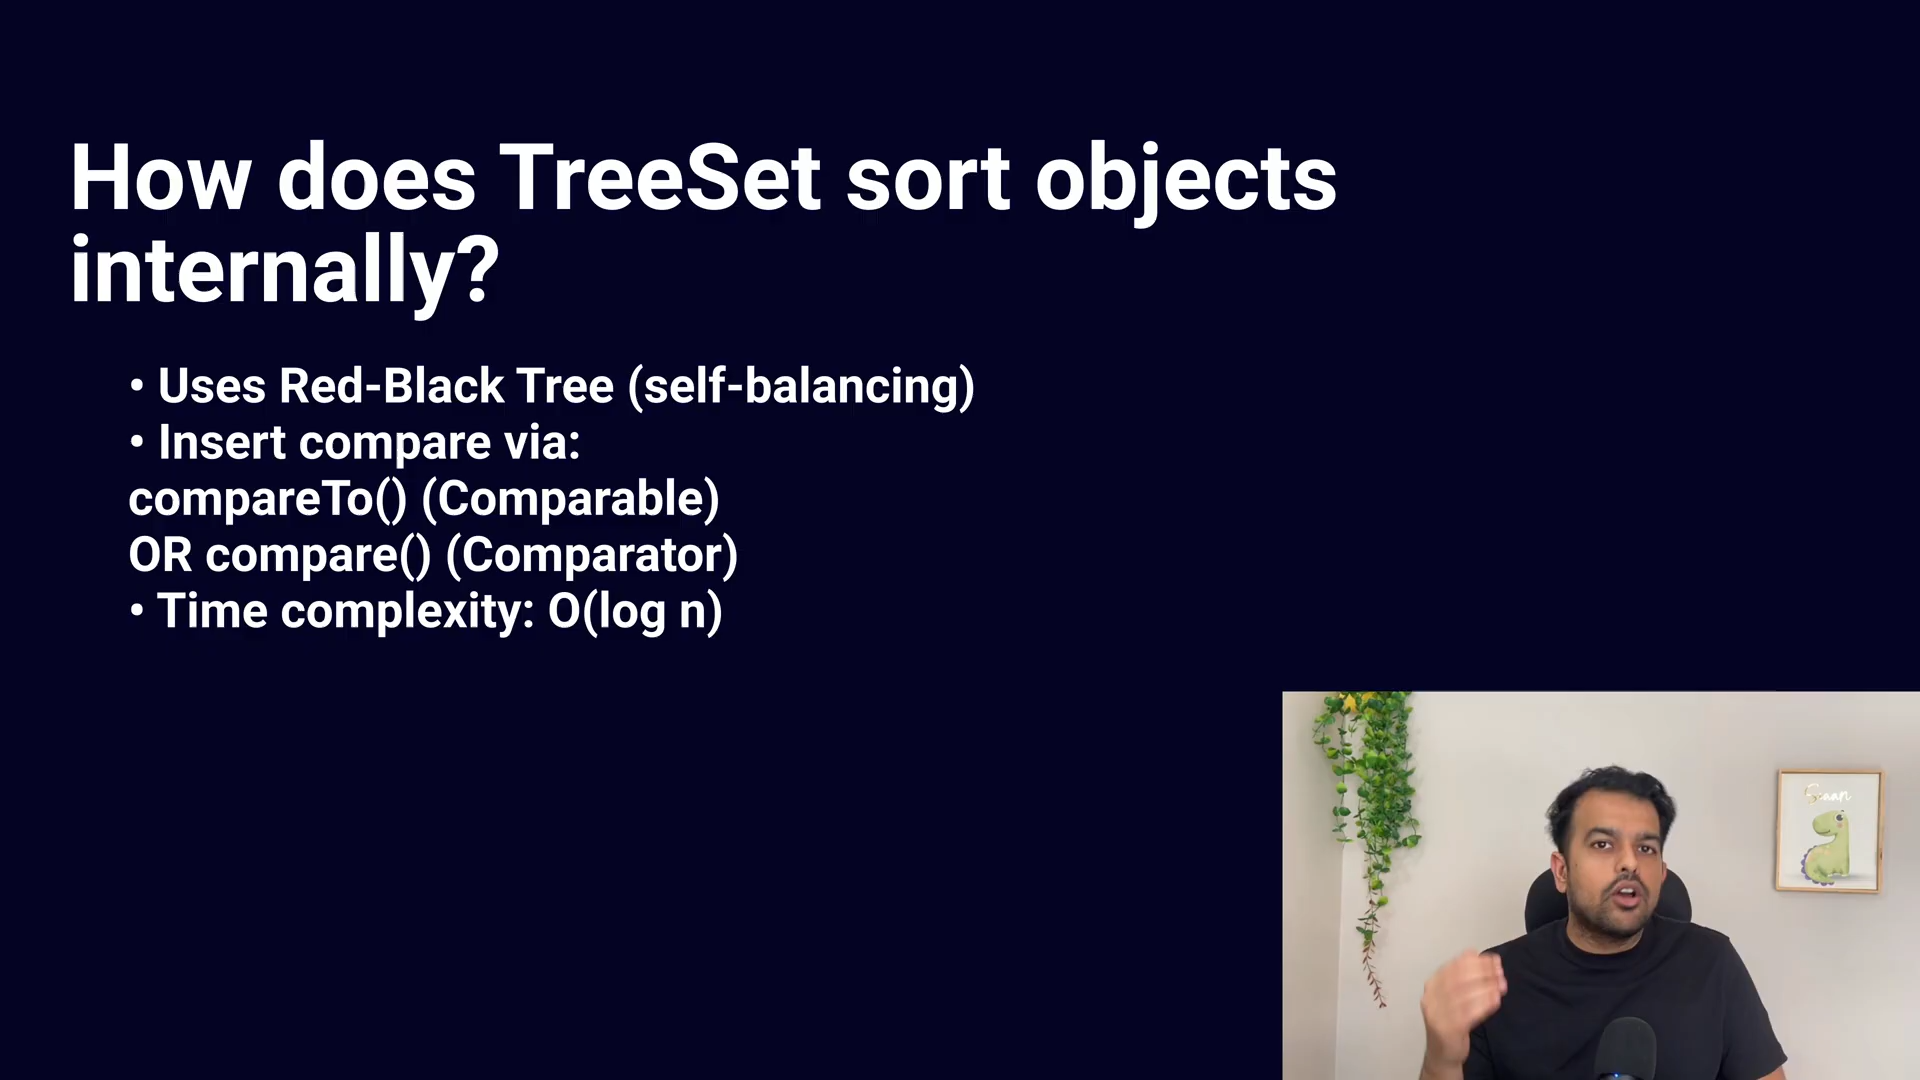 How does TreeSet sort objects
internally?
• Uses Red-Black Tree (self-balancing)
• Insert compare via:
compareTo() (Comparable)
OR compare() (Comparator)
• Time complexity: O(log n)